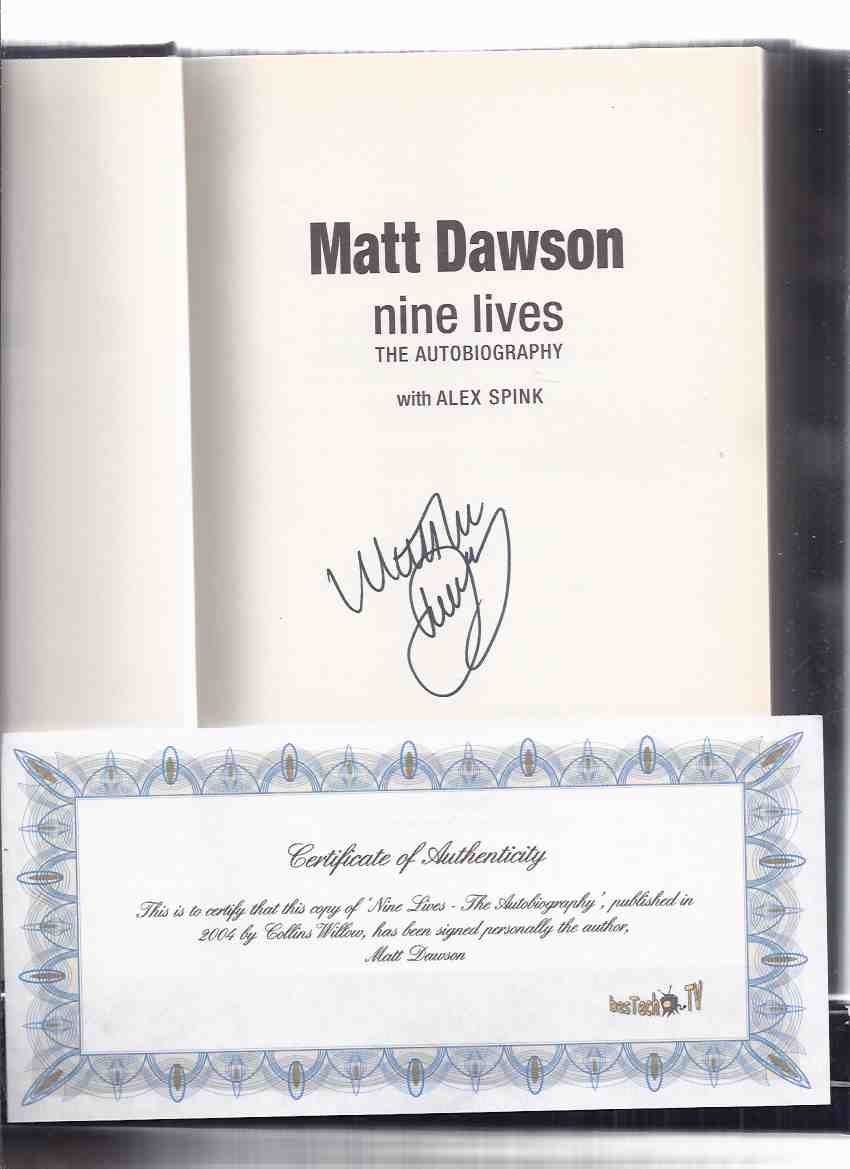 Matt Dawson
nine lives
THE AUTOBIOGRAPHY
with ALEX SPINK
Certificate of Authenticity
This is to certify that this copy of 'Nine Lives - The Autobiography', published in
2004 by Collins Willow, has been signed personally the author,
Matt Dawson
besTech TV